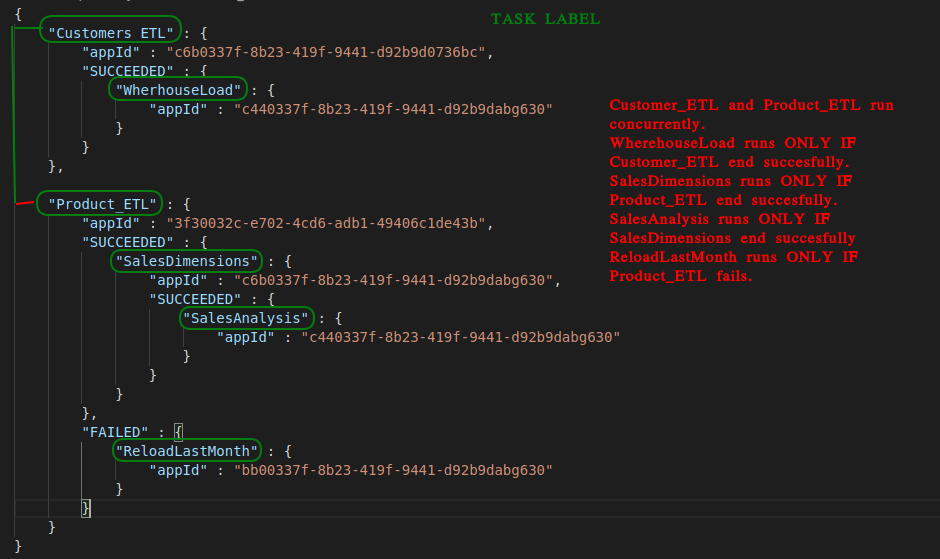 {
TASK LABEL
"Customers ETL" : {
"appId" : "c6b0337f-8b23-419f-9441-d92b9d0736bc",
"SUCCEEDED" : {
"WherhouseLoad" : {
"appId" : "c440337f-8b23-419f-9441-d92b9dabg630"
}
}
},
"Product_ETL" : {
"appId" : "3f30032c-e702-4cd6-adb1-49406c1de43b",
"SUCCEEDED" : {
"SalesDimensions" : {
"appId" : "c6b0337f-8b23-419f-9441-d92b9dabg630",
"SUCCEEDED" : {
"SalesAnalysis" : {
"appId" : "c440337f-8b23-419f-9441-d92b9dabg630"
}
}
}
},
"FAILED" : {
"ReloadLastMonth" : {
"appId" : "bb00337f-8b23-419f-9441-d92b9dabg630"
}
}
}
}
Customer_ETL and Product_ETL run
concurrently.
WherehouseLoad runs ONLY IF
Customer_ETL end succesfully.
SalesDimensions runs ONLY IF
Product_ETL end succesfully.
SalesAnalysis runs ONLY IF
SalesDimensions end succesfully
ReloadLastMonth runs ONLY IF
Product_ETL fails.